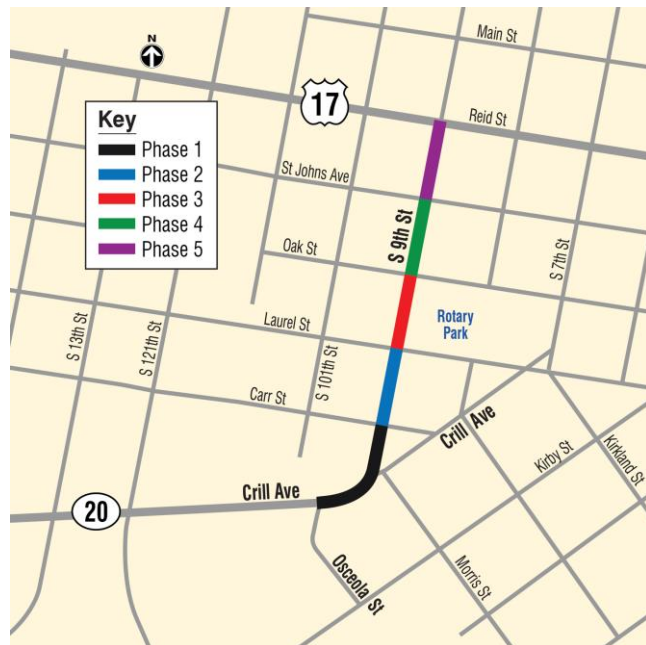 Main St
N
17
Reid St
Key
Phase 1
Phase 2
Phase 3
Phase 4
Phase 5
St Johns Ave
S 9th St
Oak St
S 7th St
Rotary
Park
Laurel St
S 13th St
S 121th St
S 101th St
Carr St
Crill Ave
Kirby St
Kirkland St
Crill Ave
20
Osceola St
Morris St